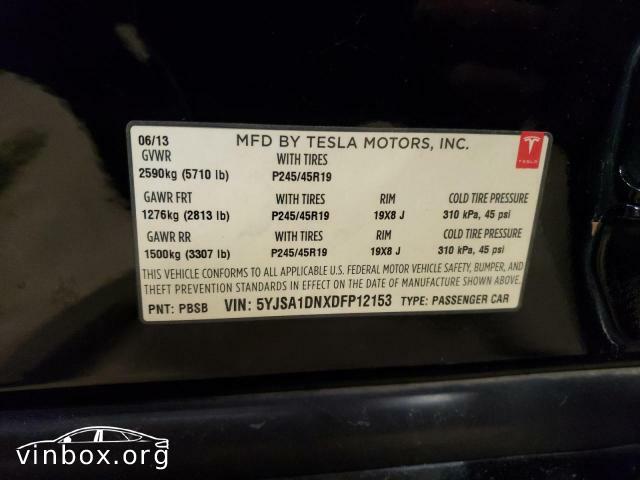 06/13 MFD BY TESLA MOTORS, INC.
GVWR WITH TIRES
2590kg (5710 lb) P245/45R19
TESLA
GAWR FRT WITH TIRES RIM COLD TIRE PRESSURE
1276kg (2813 lb) P245/45R19 19X8 J 310 kPa, 45 psi
GAWR RR WITH TIRES RIM COLD TIRE PRESSURE
1500kg (3307 lb) P245/45R19 19X8 J 310 kPa, 45 psi
THIS VEHICLE CONFORMS TO ALL APPLICABLE U.S. FEDERAL MOTOR VEHICLE SAFETY, BUMPER, AND
THEFT PREVENTION STANDARDS IN EFFECT ON THE DATE OF MANUFACTURE SHOWN ABOVE.
PNT: PBSB VIN: 5YJSA1DNXDFP12153 TYPE: PASSENGER CAR
vinbox.org